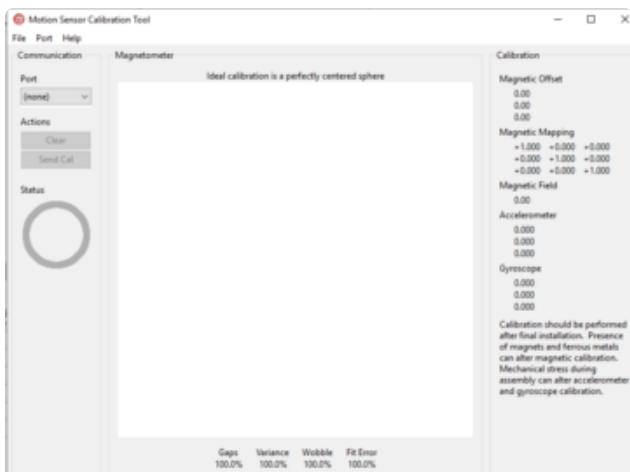 Motion Sensor Calibration Tool
File Port Help
Communication
Port
(none)
Actions
Clear
Send Cal
Status
Magnetometer
Ideal calibration is a perfectly centered sphere
Gaps Variance Wobble Fit Error
100.0% 100.0% 100.0% 100.0%
Calibration
Magnetic Offset
0.00
0.00
0.00
Magnetic Mapping
+1.000 +0.000 +0.000
+0.000 +1.000 +0.000
+0.000 +0.000 +1.000
Magnetic Field
0.00
Accelerometer
0.000
0.000
0.000
Gyroscope
0.000
0.000
0.000
Calibration should be performed
after final installation. Presence
of magnets and ferrous metals
can alter magnetic calibration.
Mechanical stress during
assembly can alter accelerometer
and gyroscope calibration.